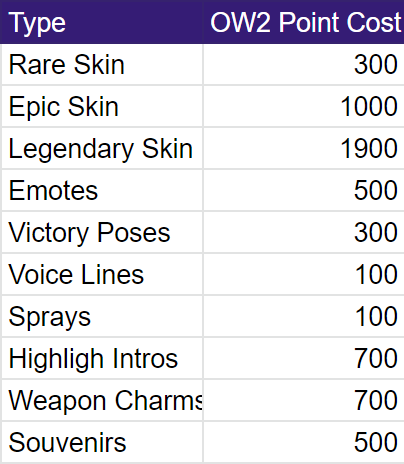 Type OW2 Point Cost
Rare Skin 300
Epic Skin 1000
Legendary Skin 1900
Emotes 500
Victory Poses 300
Voice Lines 100
Sprays 100
Highligh Intros 700
Weapon Charms 700
Souvenirs 500